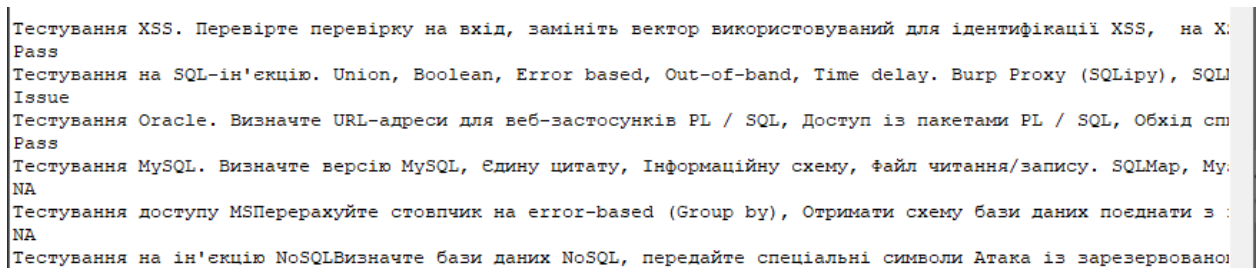 Тестування XSS. Перевірте перевірку на вхід, замініть вектор використовуваний для ідентифікації XSS,  на
Pass
Тестування на SQL-ін'єкцію. Union, Boolean, Error based, Out-of-band, Time delay. Burp Proxy (SQLipy),
Issue
Тестування Oracle. Визначте URL-адреси для веб-застосунків PL / SQL, Доступ із пакетами PL / SQL, Обхід
Pass
Тестування MySQL. Визначте версію MySQL, Єдину цитату, Інформаційну схему, Файл читання/запису. SQLMap,
NA
Тестування доступу MSПерерахуйте стовпчик на error-based (Group by), Отримати схему бази даних поєднати з
NA
Тестування на ін'єкцію NoSQLВизначте бази даних NoSQL, передайте спеціальні символи Атака із